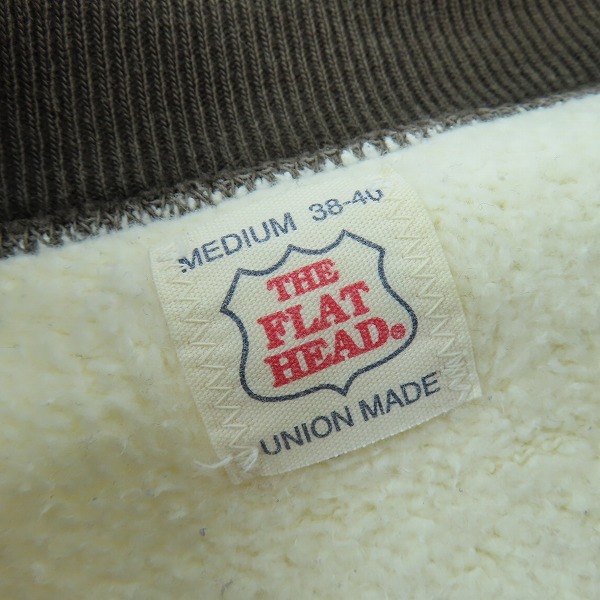 MEDIUM 38-40
THE
FLAT
HEAD®
UNION MADE